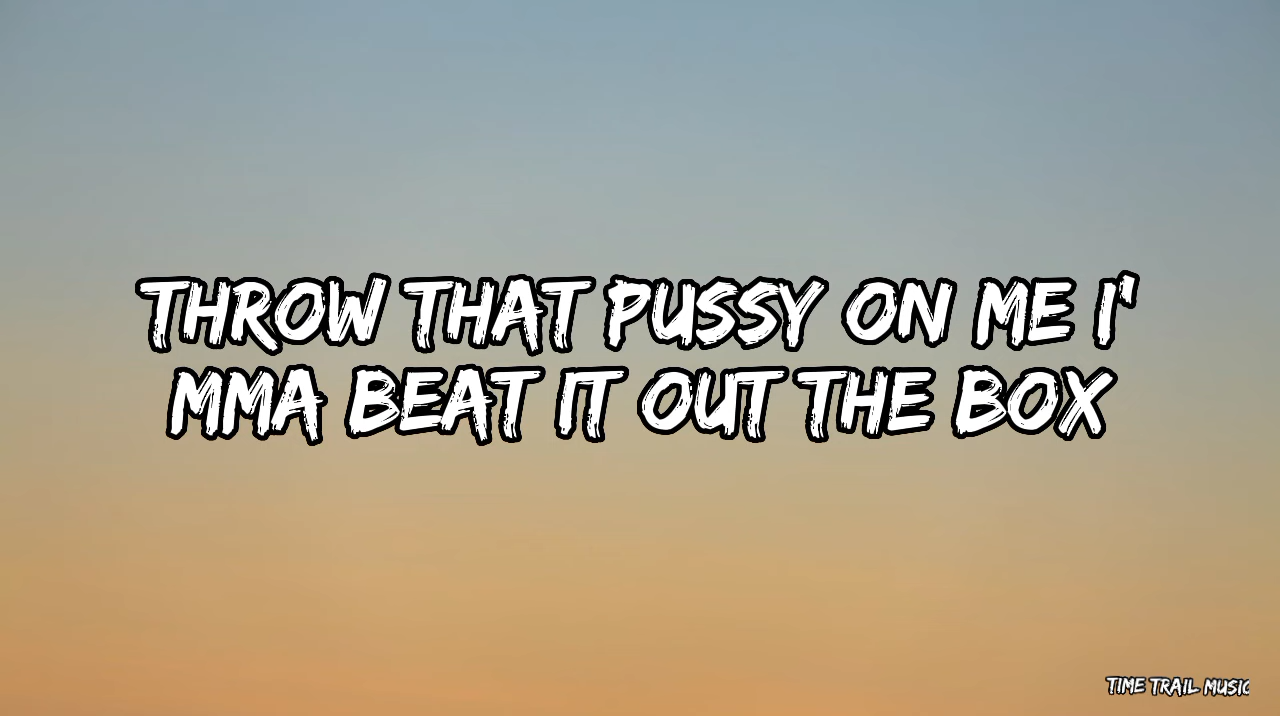 THROW THAT PUSSY ON ME I'
MMA BEAT IT OUT THE BOX
TIME TRAIL MUSIC